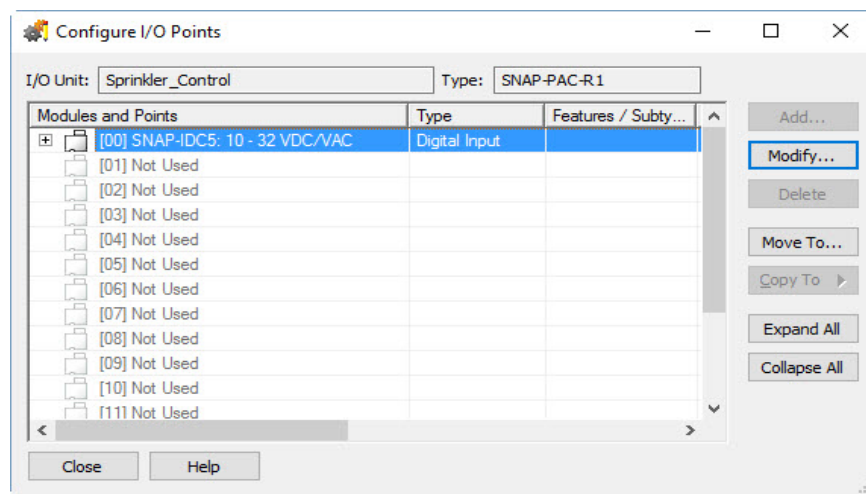 Configure I/O Points
I/O Unit: Sprinkler_Control Type: SNAP-PAC-R1
Modules and Points Type Features / Subty...
[00] SNAP-IDC5: 10 - 32 VDC/VAC Digital Input
[01] Not Used
[02] Not Used
[03] Not Used
[04] Not Used
[05] Not Used
[06] Not Used
[07] Not Used
[08] Not Used
[09] Not Used
[10] Not Used
[11] Not Used
Add...
Modify...
Delete
Move To...
Copy To
Expand All
Collapse All
Close Help